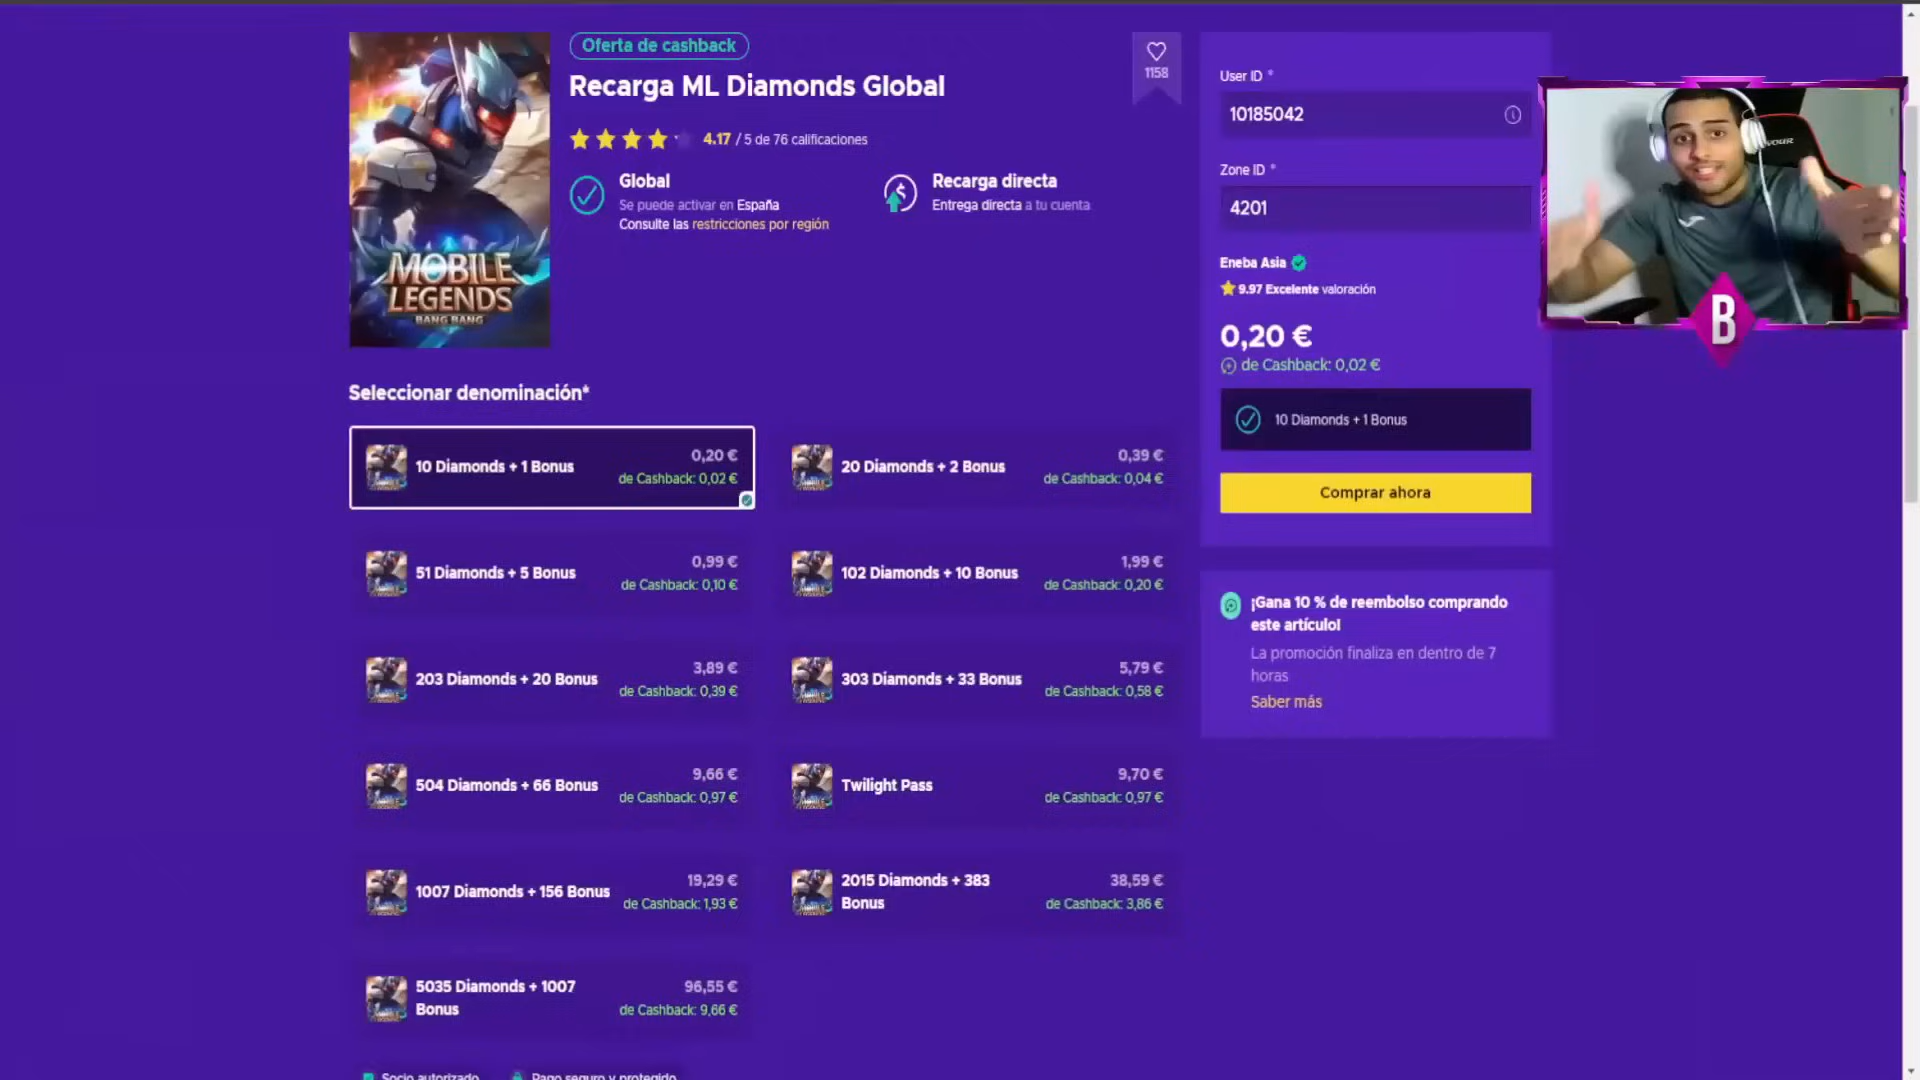 Oferta de cashback
Recarga ML Diamonds Global
1158
4.17 / 5 de 76 calificaciones
Global
Se puede activar en España
Consulte las restricciones por región
Recarga directa
Entrega directa a tu cuenta
MOBILE
LEGENDS
BANG BANG
User ID *
10185042
Zone ID *
4201
Eneba Asia
9.97 Excelente valoración
0,20 €
de Cashback: 0,02 €
10 Diamonds + 1 Bonus
Comprar ahora
¡Gana 10 % de reembolso comprando
este artículo!
La promoción finaliza en dentro de 7
horas
Saber más
B
Seleccionar denominación*
10 Diamonds + 1 Bonus
0,20 €
de Cashback: 0,02 €
20 Diamonds + 2 Bonus
0,39 €
de Cashback: 0,04 €
51 Diamonds + 5 Bonus
0,99 €
de Cashback: 0,10 €
102 Diamonds + 10 Bonus
1,99 €
de Cashback: 0,20 €
203 Diamonds + 20 Bonus
3,89 €
de Cashback: 0,39 €
303 Diamonds + 33 Bonus
5,79 €
de Cashback: 0,58 €
504 Diamonds + 66 Bonus
9,66 €
de Cashback: 0,97 €
Twilight Pass
9,70 €
de Cashback: 0,97 €
1007 Diamonds + 156 Bonus
19,29 €
de Cashback: 1,93 €
2015 Diamonds + 383
Bonus
38,59 €
de Cashback: 3,86 €
5035 Diamonds + 1007
Bonus
96,55 €
de Cashback: 9,66 €
Socio autorizado
Pago seguro y protegido